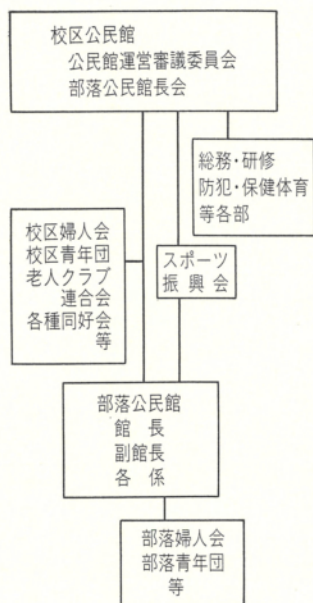 校区公民館
公民館運営審議委員会
部落公民館長会
総務・研修
防犯・保健体育
等各部
校区婦人会
校区青年団
老人クラブ
連合会
各種同好会
等
スポーツ
振興会
部落公民館
館 長
副館長
各 係
部落婦人会
部落青年団
等